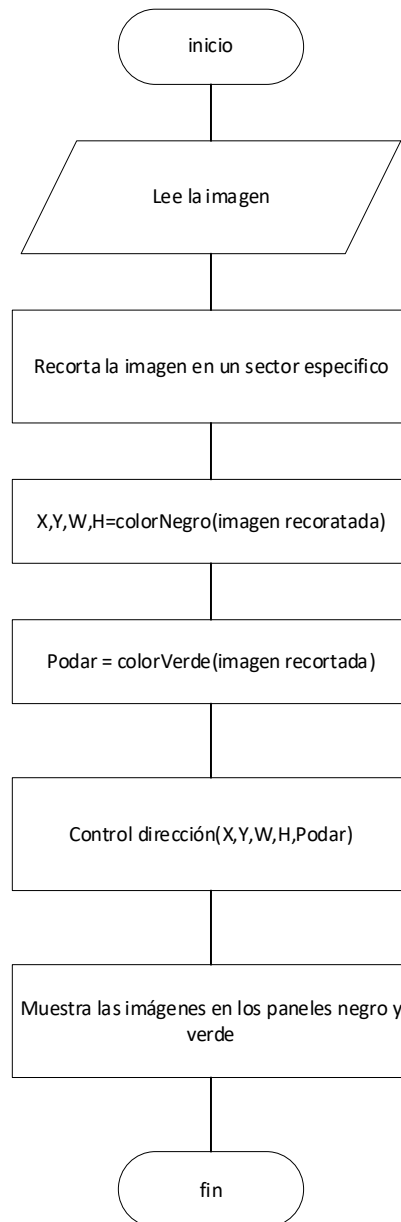 inicio
Lee la imagen
Recorta la imagen en un sector especifico
X,Y,W,H=colorNegro(imagen recoratada)
Podar = colorVerde(imagen recortada)
Control dirección(X,Y,W,H,Podar)
Muestra las imágenes en los paneles negro y
verde
fin